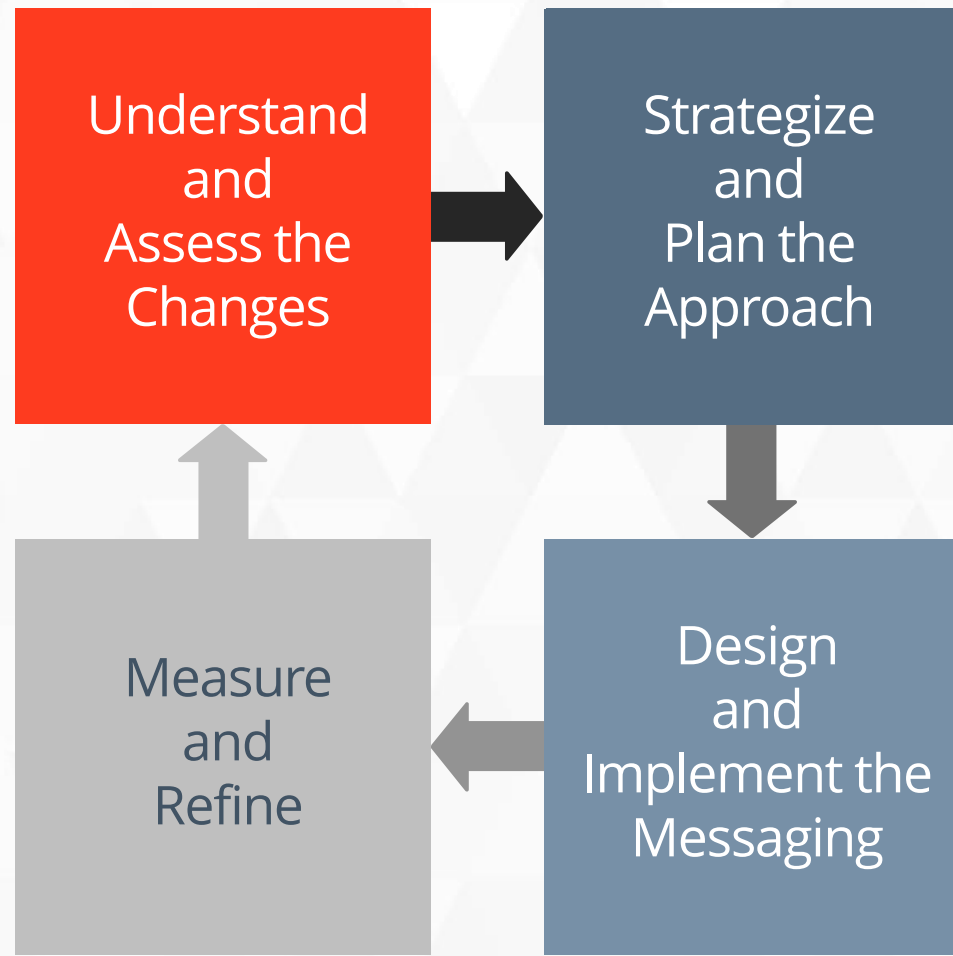 Understand
and
Assess the
Changes
Strategize
and
Plan the
Approach
Design
and
Implement the
Messaging
Measure
and
Refine